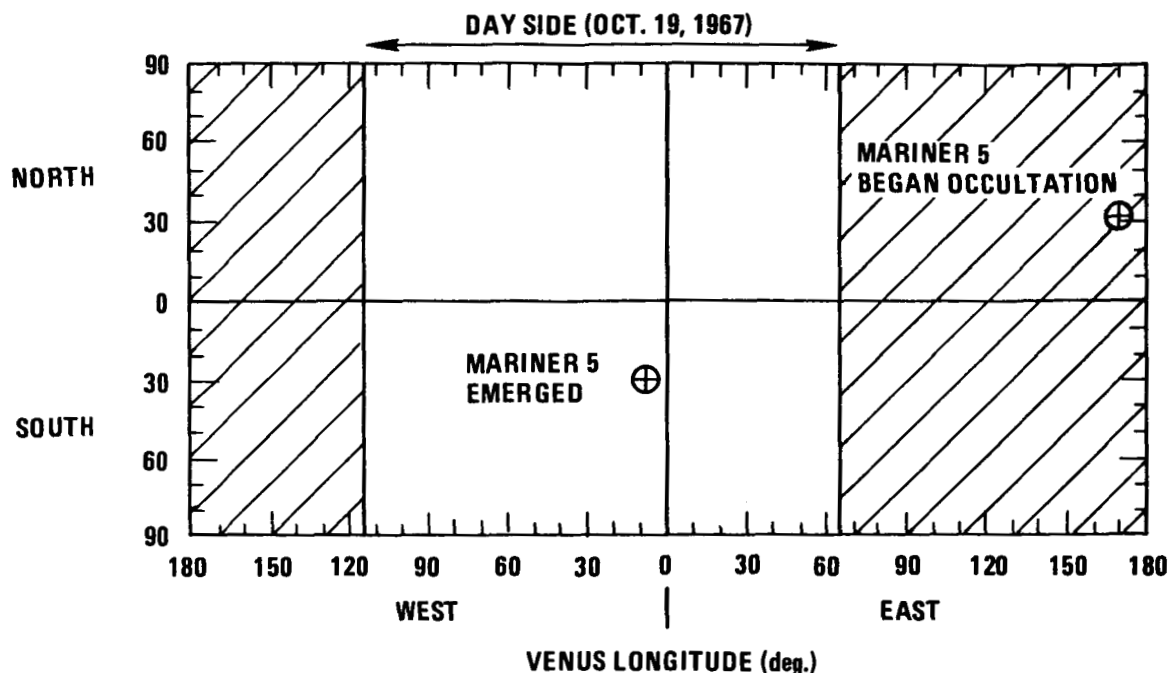 DAY SIDE (OCT. 19, 1967)
90
60
NORTH
30
0
30
SOUTH
60
90
MARINER 5
BEGAN OCCULTATION
MARINER 5
EMERGED
180 150 120 90 60 30 0 30 60 90 120 150 180
WEST EAST
VENUS LONGITUDE (deg.)